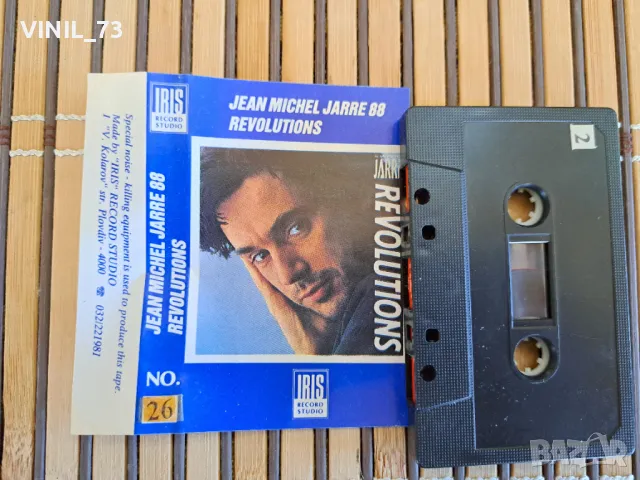 VINIL_73
Special noise - killing equipment is used to produce this tape.
Made by "IRIS" RECORD STUDIO
1 "V. Kolarov" str. Plovdiv - 4000 ☎ 032/221981
JEAN MICHEL JARRE 88
REVOLUTIONS
NO.
26
IRIS
RECORD
STUDIO
JEAN MICHEL JARRE 88
REVOLUTIONS
JARRE
REVOLUTIONS
IRIS
RECORD
STUDIO
2
BAZAR